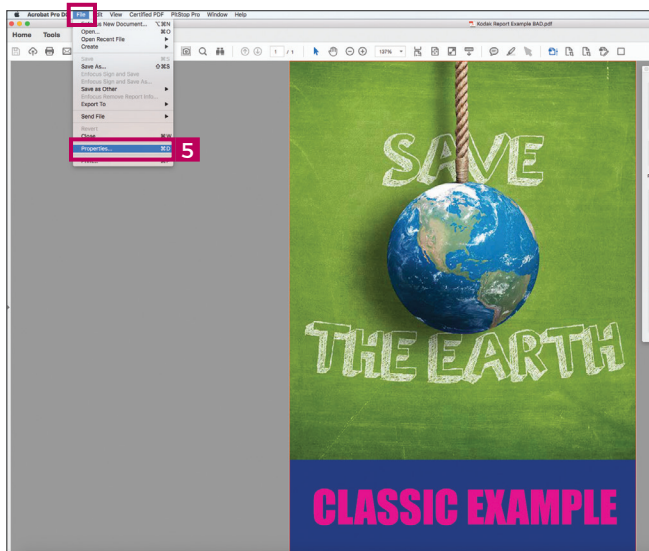 Acrobat Pro DC File Edit View Certified PDF PitStop Pro Window Help
Kodak Report Example BAD.pdf
Home Tools
New Document... ⌥⌘N
Open... ⌘O
Open Recent File
Create
Save ⌘S
Save As... ⇧⌘S
Enfocus Sign and Save
Enfocus Sign and Save As...
Save as Other
Enfocus Remove Report Info...
Export To
Send File
Revert
Close ⌘W
Properties... ⌘D
5
1 / 1
137%
SAVE
THE EARTH
CLASSIC EXAMPLE